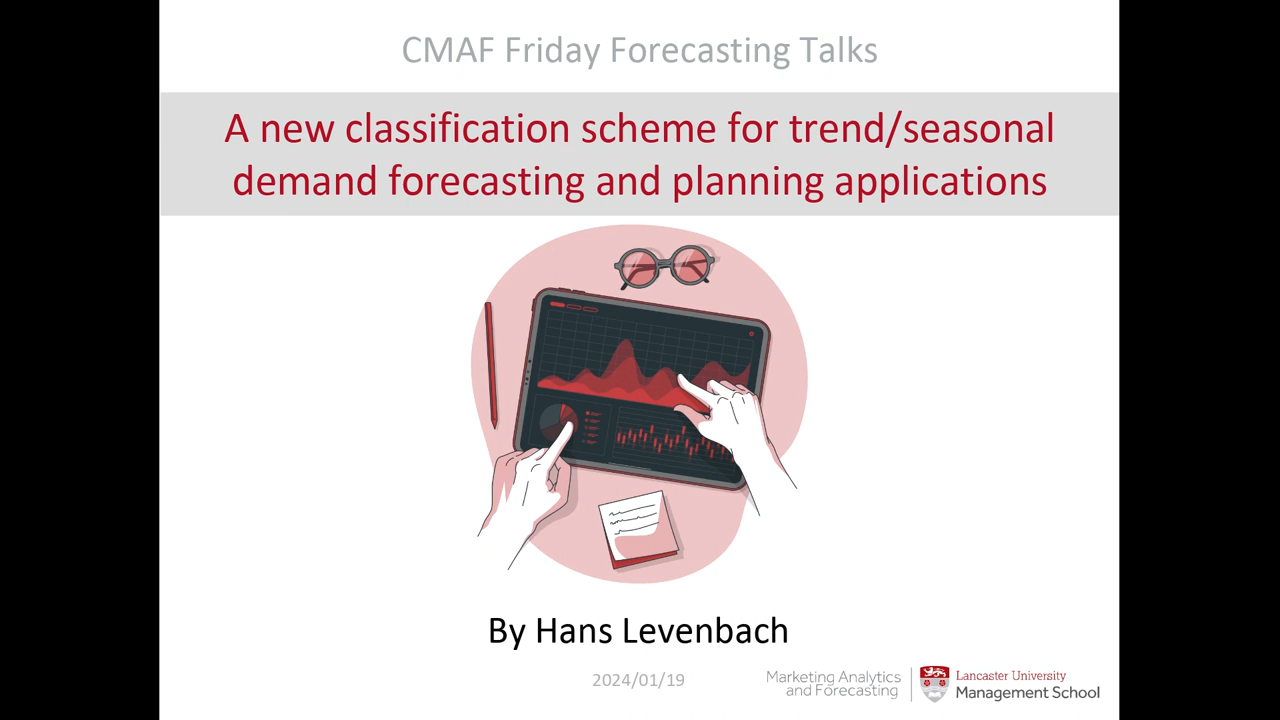 CMAF Friday Forecasting Talks
A new classification scheme for trend/seasonal
demand forecasting and planning applications
By Hans Levenbach
2024/01/19
Marketing Analytics
and Forecasting
Lancaster University
Management School